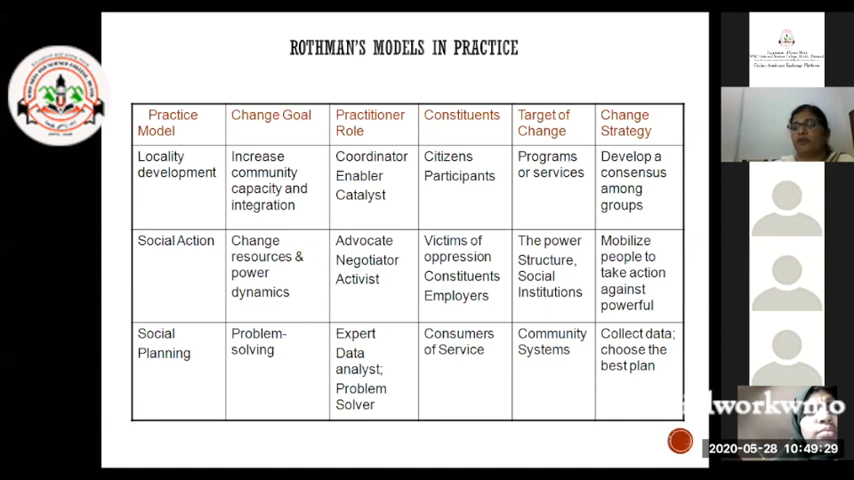 ROTHMAN'S MODELS IN PRACTICE
Practice Model
Change Goal
Practitioner Role
Constituents
Target of Change
Change Strategy
Locality development
Increase community capacity and integration
Coordinator
Enabler
Catalyst
Citizens
Participants
Programs or services
Develop a consensus among groups
Social Action
Change resources & power dynamics
Advocate
Negotiator
Activist
Victims of oppression
Constituents
Employers
The power Structure, Social Institutions
Mobilize people to take action against powerful
Social Planning
Problem-solving
Expert
Data analyst;
Problem Solver
Consumers of Service
Community Systems
Collect data; choose the best plan
lworkwmo
2020-05-28 10:49:29